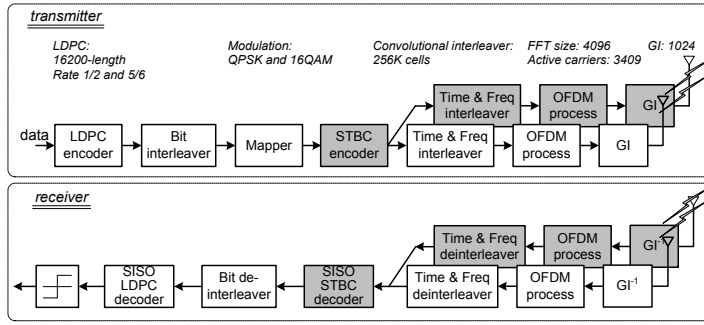 transmitter
LDPC:
16200-length
Rate 1/2 and 5/6
Modulation:
QPSK and 16QAM
Convolutional interleaver:
256K cells
FFT size: 4096
Active carriers: 3409
GI: 1024
Time & Freq
interleaver
OFDM
process
GI
data
LDPC
encoder
Bit
interleaver
Mapper
STBC
encoder
Time & Freq
interleaver
OFDM
process
GI
receiver
Time & Freq
deinterleaver
OFDM
process
GI-1
SISO
LDPC
decoder
Bit de-
interleaver
SISO
STBC
decoder
Time & Freq
deinterleaver
OFDM
process
GI-1